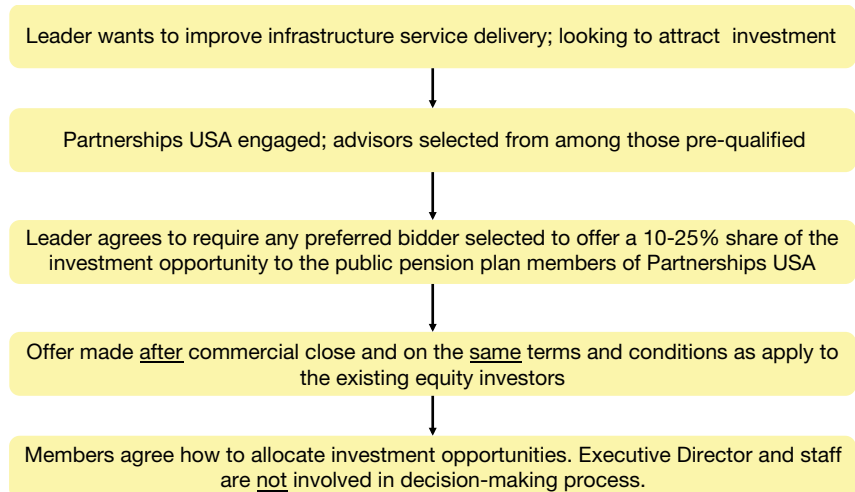 Leader wants to improve infrastructure service delivery; looking to attract investment
Partnerships USA engaged; advisors selected from among those pre-qualified
Leader agrees to require any preferred bidder selected to offer a 10-25% share of the
investment opportunity to the public pension plan members of Partnerships USA
Offer made after commercial close and on the same terms and conditions as apply to
the existing equity investors
Members agree how to allocate investment opportunities. Executive Director and staff
are not involved in decision-making process.